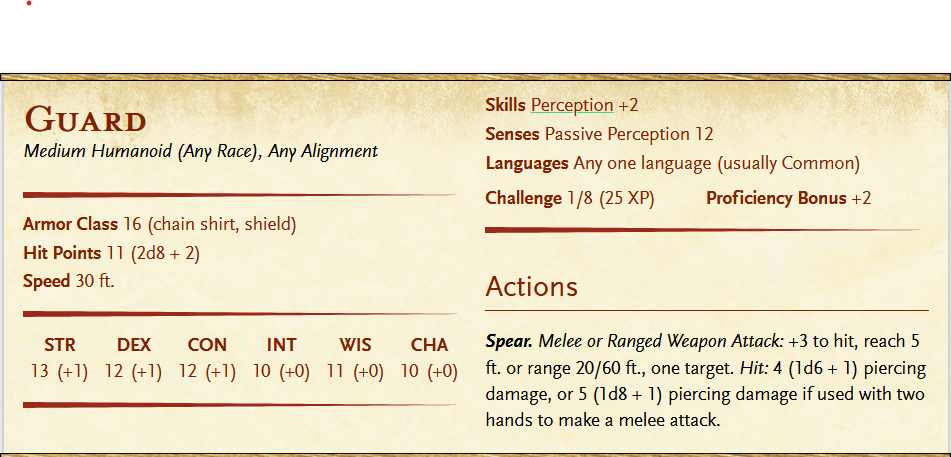 Guard
Medium Humanoid (Any Race), Any Alignment
Armor Class 16 (chain shirt, shield)
Hit Points 11 (2d8 + 2)
Speed 30 ft.
STR DEX CON INT WIS CHA
13 (+1) 12 (+1) 12 (+1) 10 (+0) 11 (+0) 10 (+0)
Skills Perception +2
Senses Passive Perception 12
Languages Any one language (usually Common)
Challenge 1/8 (25 XP) Proficiency Bonus +2
Actions
Spear. Melee or Ranged Weapon Attack: +3 to hit, reach 5
ft. or range 20/60 ft., one target. Hit: 4 (1d6 + 1) piercing
damage, or 5 (1d8 + 1) piercing damage if used with two
hands to make a melee attack.